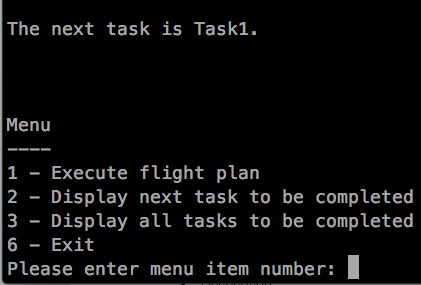 The next task is Task1.
Menu
----
1 - Execute flight plan
2 - Display next task to be completed
3 - Display all tasks to be completed
6 - Exit
Please enter menu item number: